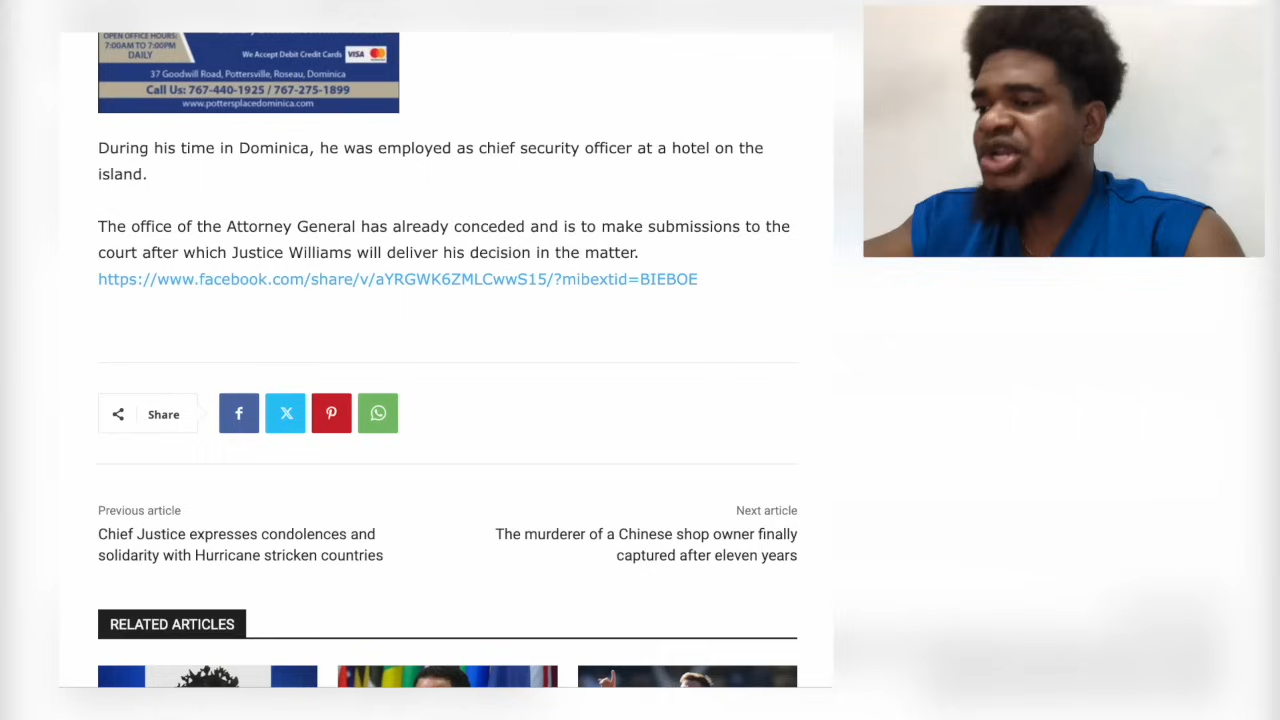 OPEN OFFICE HOURS:
7:00AM TO 7:00PM
DAILY
We Accept Debit Credit Cards VISA
37 Goodwill Road, Pottersville, Roseau, Dominica
Call Us: 767-440-1925 / 767-275-1899
www.pottersplacedominica.com
During his time in Dominica, he was employed as chief security officer at a hotel on the
island.
The office of the Attorney General has already conceded and is to make submissions to the
court after which Justice Williams will deliver his decision in the matter.
https://www.facebook.com/share/v/aYRGWK6ZMLCwwS15/?mibextid=BIEBOE
Share
Previous article
Chief Justice expresses condolences and
solidarity with Hurricane stricken countries
Next article
The murderer of a Chinese shop owner finally
captured after eleven years
RELATED ARTICLES